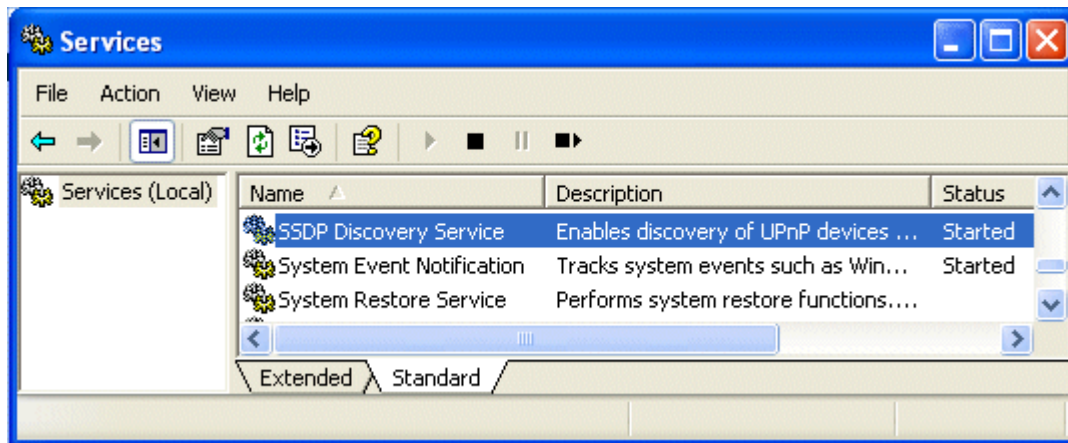 Services
File Action View Help
Services (Local) Name Description Status
SSDP Discovery Service Enables discovery of UPnP devices ... Started
System Event Notification Tracks system events such as Win... Started
System Restore Service Performs system restore functions....
Extended Standard